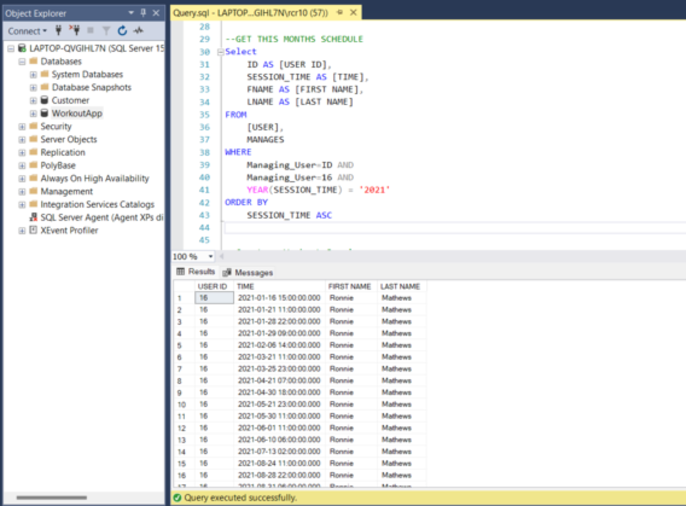 Object Explorer
Connect
LAPTOP-QVGIHL7N (SQL Server 15
Databases
System Databases
Database Snapshots
Customer
WorkoutApp
Security
Server Objects
Replication
PolyBase
Always On High Availability
Management
Integration Services Catalogs
SQL Server Agent (Agent XPs di
XEvent Profiler
Query.sql - LAPTOP...GIHL7N\rcr10 (57))
28
29 --GET THIS MONTHS SCHEDULE
30 Select
31 ID AS [USER ID],
32 SESSION_TIME AS [TIME],
33 FNAME AS [FIRST NAME],
34 LNAME AS [LAST NAME]
35 FROM
36 [USER],
37 MANAGES
38 WHERE
39 Managing_User=ID AND
40 Managing_User=16 AND
41 YEAR(SESSION_TIME) = '2021'
42 ORDER BY
43 SESSION_TIME ASC
44
45
100 %
Results Messages
USER ID TIME FIRST NAME LAST NAME
1 16 2021-01-16 15:00:00.000 Ronnie Mathews
2 16 2021-01-21 11:00:00.000 Ronnie Mathews
3 16 2021-01-28 22:00:00.000 Ronnie Mathews
4 16 2021-01-29 09:00:00.000 Ronnie Mathews
5 16 2021-02-06 14:00:00.000 Ronnie Mathews
6 16 2021-03-21 11:00:00.000 Ronnie Mathews
7 16 2021-03-25 23:00:00.000 Ronnie Mathews
8 16 2021-04-21 07:00:00.000 Ronnie Mathews
9 16 2021-04-30 18:00:00.000 Ronnie Mathews
10 16 2021-05-21 23:00:00.000 Ronnie Mathews
11 16 2021-05-30 11:00:00.000 Ronnie Mathews
12 16 2021-06-01 11:00:00.000 Ronnie Mathews
13 16 2021-06-10 06:00:00.000 Ronnie Mathews
14 16 2021-07-13 02:00:00.000 Ronnie Mathews
15 16 2021-08-24 11:00:00.000 Ronnie Mathews
16 16 2021-08-28 22:00:00.000 Ronnie Mathews
17 16 2021-08-31 06:00:00.000 Ronnie Mathews
Query executed successfully.